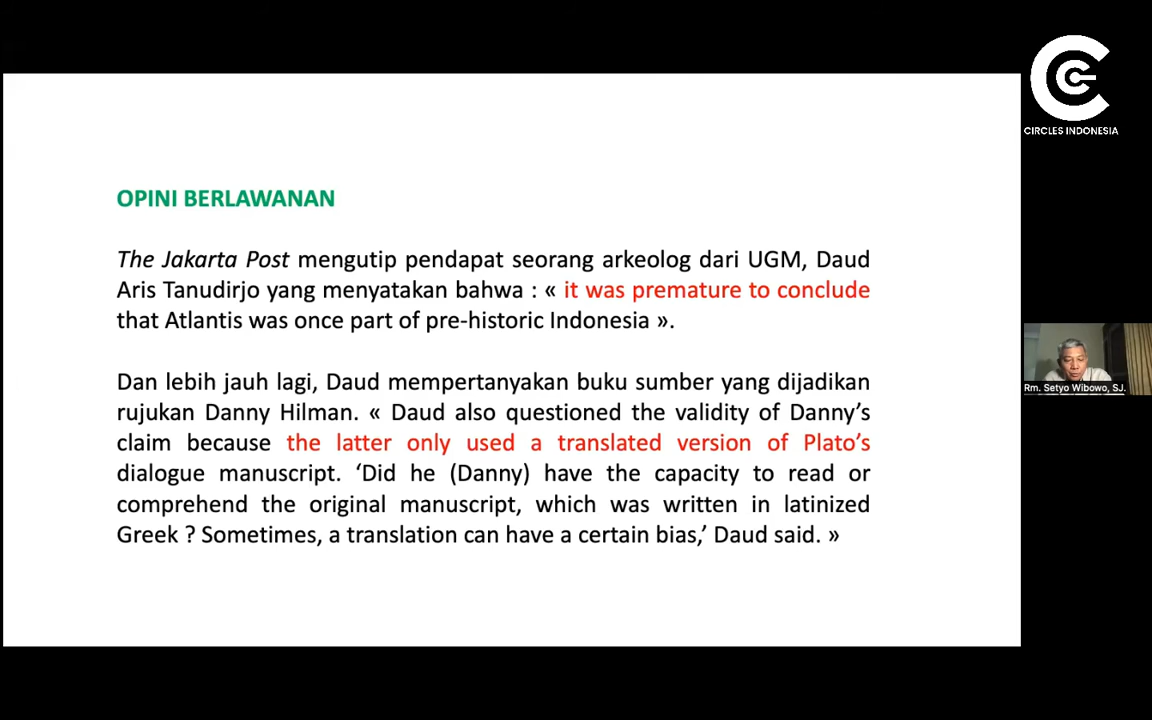 CIRCLES INDONESIA
OPINI BERLAWANAN
The Jakarta Post mengutip pendapat seorang arkeolog dari UGM, Daud
Aris Tanudirjo yang menyatakan bahwa : « it was premature to conclude
that Atlantis was once part of pre-historic Indonesia ».
Dan lebih jauh lagi, Daud mempertanyakan buku sumber yang dijadikan
rujukan Danny Hilman. « Daud also questioned the validity of Danny’s
claim because the latter only used a translated version of Plato’s
dialogue manuscript. ‘Did he (Danny) have the capacity to read or
comprehend the original manuscript, which was written in latinized
Greek ? Sometimes, a translation can have a certain bias,’ Daud said. »
Rm. Setyo Wibowo, SJ.